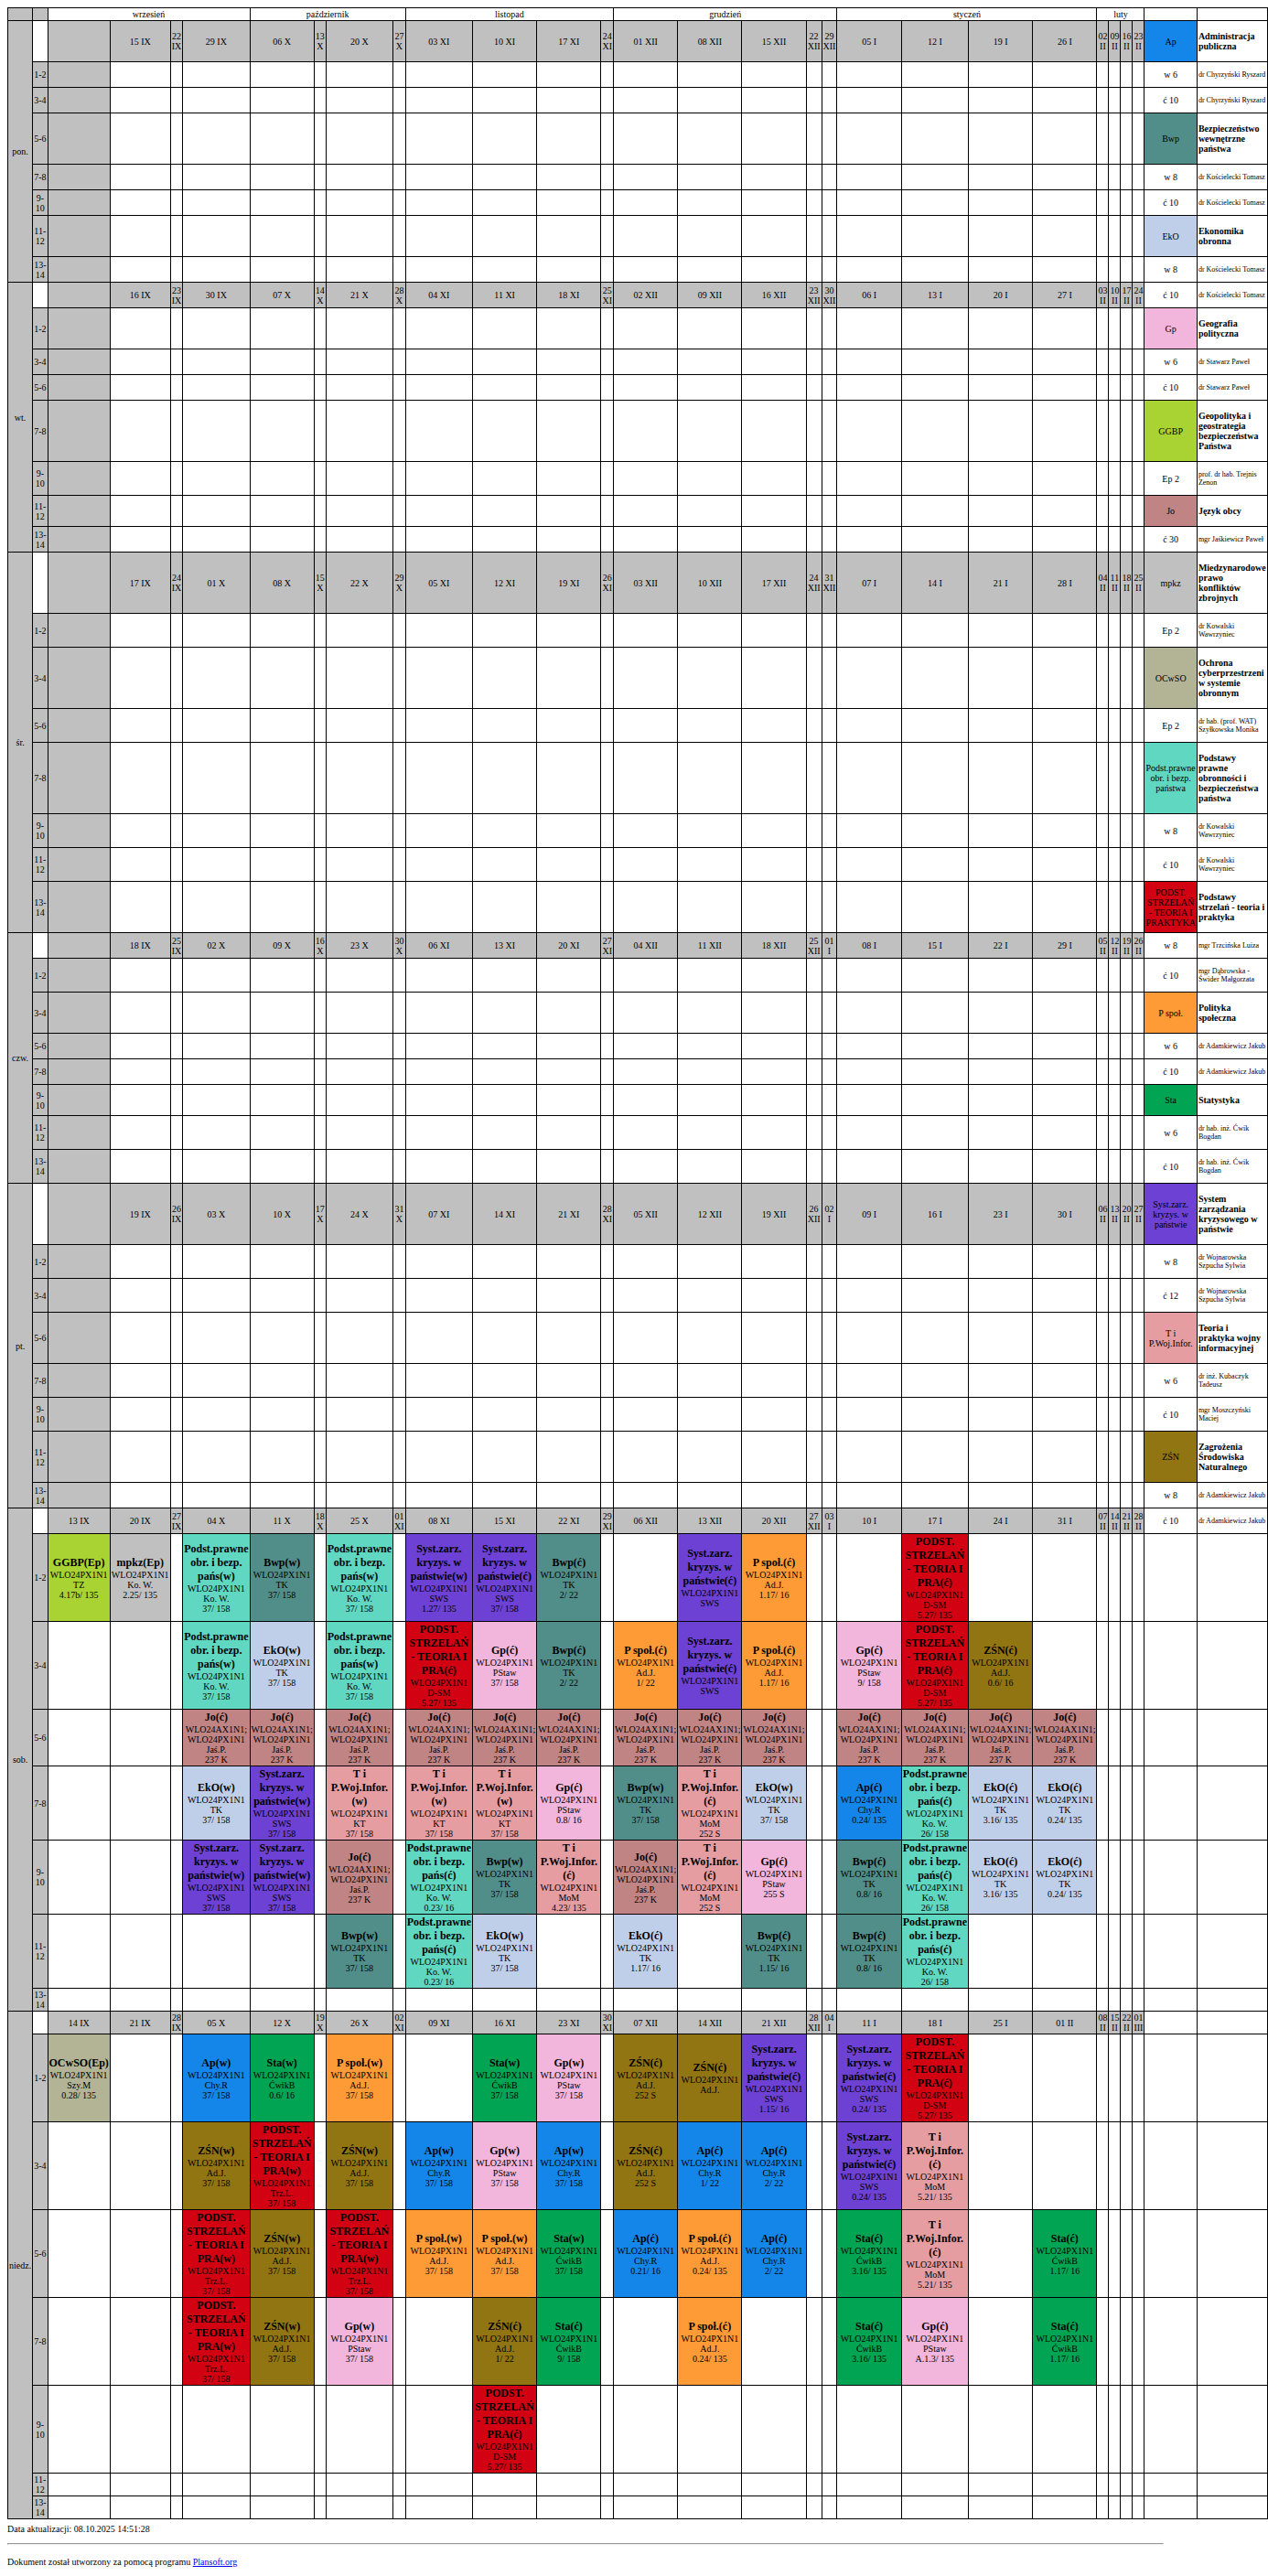 wrzesień październik listopad grudzień styczeń luty
pon. 15 IX 22 IX 29 IX 06 X 13 X 20 X 27 X 03 XI 10 XI 17 XI 24 XI 01 XII 08 XII 15 XII 22 XII 29 XII 05 I 12 I 19 I 26 I 02 II 09 II 16 II 23 II Ap Administracja publiczna
1-2 w 6 dr Chyrzyński Ryszard
3-4 ć 10 dr Chyrzyński Ryszard
5-6 Bwp Bezpieczeństwo wewnętrzne państwa
7-8 w 8 dr Kościelecki Tomasz
9-10 ć 10 dr Kościelecki Tomasz
11-12 EkO Ekonomika obronna
13-14 w 8 dr Kościelecki Tomasz
wt. 16 IX 23 IX 30 IX 07 X 14 X 21 X 28 X 04 XI 11 XI 18 XI 25 XI 02 XII 09 XII 16 XII 23 XII 30 XII 06 I 13 I 20 I 27 I 03 II 10 II 17 II 24 II ć 10 dr Kościelecki Tomasz
1-2 Gp Geografia polityczna
3-4 w 6 dr Stawarz Paweł
5-6 ć 10 dr Stawarz Paweł
7-8 GGBP Geopolityka i geostrategia bezpieczeństwa Państwa
9-10 Ep 2 prof. dr hab. Trejnis Zenon
11-12 Jo Język obcy
13-14 ć 30 mgr Jaśkiewicz Paweł
śr. 17 IX 24 IX 01 X 08 X 15 X 22 X 29 X 05 XI 12 XI 19 XI 26 XI 03 XII 10 XII 17 XII 24 XII 31 XII 07 I 14 I 21 I 28 I 04 II 11 II 18 II 25 II mpkz Miedzynarodowe prawo konfliktów zbrojnych
1-2 Ep 2 dr Kowalski Wawrzyniec
3-4 OCwSO Ochrona cyberprzestrzeni w systemie obronnym
5-6 Ep 2 dr hab. (prof. WAT) Szyłkowska Monika
7-8 Podst.prawne obr. i bezp. państwa Podstawy prawne obronności i bezpieczeństwa państwa
9-10 w 8 dr Kowalski Wawrzyniec
11-12 ć 10 dr Kowalski Wawrzyniec
13-14 PODST. STRZELAŃ - TEORIA I PRAKTYKA Podstawy strzelań - teoria i praktyka
czw. 18 IX 25 IX 02 X 09 X 16 X 23 X 30 X 06 XI 13 XI 20 XI 27 XI 04 XII 11 XII 18 XII 25 XII 01 I 08 I 15 I 22 I 29 I 05 II 12 II 19 II 26 II w 8 mgr Trzcińska Luiza
1-2 ć 10 mgr Dąbrowska - Świder Małgorzata
3-4 P społ. Polityka społeczna
5-6 w 6 dr Adamkiewicz Jakub
7-8 ć 10 dr Adamkiewicz Jakub
9-10 Sta Statystyka
11-12 w 6 dr hab. inż. Ćwik Bogdan
13-14 ć 10 dr hab. inż. Ćwik Bogdan
pt. 19 IX 26 IX 03 X 10 X 17 X 24 X 31 X 07 XI 14 XI 21 XI 28 XI 05 XII 12 XII 19 XII 26 XII 02 I 09 I 16 I 23 I 30 I 06 II 13 II 20 II 27 II Syst.zarz. kryzys. w państwie System zarządzania kryzysowego w państwie
1-2 w 8 dr Wojnarowska Szpucha Sylwia
3-4 ć 12 dr Wojnarowska Szpucha Sylwia
5-6 T i P.Woj.Infor. Teoria i praktyka wojny informacyjnej
7-8 w 6 dr inż. Kubaczyk Tadeusz
9-10 ć 10 mgr Moszczyński Maciej
11-12 ZŚN Zagrożenia Środowiska Naturalnego
13-14 w 8 dr Adamkiewicz Jakub
sob. 13 IX 20 IX 27 IX 04 X 11 X 18 X 25 X 01 XI 08 XI 15 XI 22 XI 29 XI 06 XII 13 XII 20 XII 27 XII 03 I 10 I 17 I 24 I 31 I 07 II 14 II 21 II 28 II ć 10 dr Adamkiewicz Jakub
1-2
GGBP(Ep) WLO24PX1N1 TZ 4.17b/ 135
mpkz(Ep) WLO24PX1N1 Ko. W. 2.25/ 135
Podst.prawne obr. i bezp. pańs(w) WLO24PX1N1 Ko. W. 37/ 158
Bwp(w) WLO24PX1N1 TK 37/ 158
Podst.prawne obr. i bezp. pańs(w) WLO24PX1N1 Ko. W. 37/ 158
Syst.zarz. kryzys. w państwie(w) WLO24PX1N1 SWS 1.27/ 135
Syst.zarz. kryzys. w państwie(ć) WLO24PX1N1 SWS 37/ 158
Bwp(ć) WLO24PX1N1 TK 2/ 22
Syst.zarz. kryzys. w państwie(ć) WLO24PX1N1 SWS
P społ.(ć) WLO24PX1N1 Ad.J. 1.17/ 16
PODST. STRZELAŃ - TEORIA I PRA(ć) WLO24PX1N1 D-SM 5.27/ 135
3-4
Podst.prawne obr. i bezp. pańs(w) WLO24PX1N1 Ko. W. 37/ 158
EkO(w) WLO24PX1N1 TK 37/ 158
Podst.prawne obr. i bezp. pańs(w) WLO24PX1N1 Ko. W. 37/ 158
PODST. STRZELAŃ - TEORIA I PRA(ć) WLO24PX1N1 D-SM 5.27/ 135
Gp(ć) WLO24PX1N1 PStaw 37/ 158
Bwp(ć) WLO24PX1N1 TK 2/ 22
P społ.(ć) WLO24PX1N1 Ad.J. 1/ 22
Syst.zarz. kryzys. w państwie(ć) WLO24PX1N1 SWS
P społ.(ć) WLO24PX1N1 Ad.J. 1.17/ 16
Gp(ć) WLO24PX1N1 PStaw 9/ 158
PODST. STRZELAŃ - TEORIA I PRA(ć) WLO24PX1N1 D-SM 5.27/ 135
ZŚN(ć) WLO24PX1N1 Ad.J. 0.6/ 16
5-6
Jo(ć) WLO24AX1N1; WLO24PX1N1 Jaś.P. 237 K
Jo(ć) WLO24AX1N1; WLO24PX1N1 Jaś.P. 237 K
Jo(ć) WLO24AX1N1; WLO24PX1N1 Jaś.P. 237 K
Jo(ć) WLO24AX1N1; WLO24PX1N1 Jaś.P. 237 K
Jo(ć) WLO24AX1N1; WLO24PX1N1 Jaś.P. 237 K
Jo(ć) WLO24AX1N1; WLO24PX1N1 Jaś.P. 237 K
Jo(ć) WLO24AX1N1; WLO24PX1N1 Jaś.P. 237 K
Jo(ć) WLO24AX1N1; WLO24PX1N1 Jaś.P. 237 K
Jo(ć) WLO24AX1N1; WLO24PX1N1 Jaś.P. 237 K
Jo(ć) WLO24AX1N1; WLO24PX1N1 Jaś.P. 237 K
Jo(ć) WLO24AX1N1; WLO24PX1N1 Jaś.P. 237 K
Jo(ć) WLO24AX1N1; WLO24PX1N1 Jaś.P. 237 K
Jo(ć) WLO24AX1N1; WLO24PX1N1 Jaś.P. 237 K
7-8
EkO(w) WLO24PX1N1 TK 37/ 158
Syst.zarz. kryzys. w państwie(w) WLO24PX1N1 SWS 37/ 158
T i P.Woj.Infor.(w) WLO24PX1N1 KT 37/ 158
T i P.Woj.Infor.(w) WLO24PX1N1 KT 37/ 158
T i P.Woj.Infor.(w) WLO24PX1N1 KT 37/ 158
Gp(ć) WLO24PX1N1 PStaw 0.8/ 16
Bwp(w) WLO24PX1N1 TK 37/ 158
T i P.Woj.Infor.(ć) WLO24PX1N1 MoM 252 S
EkO(w) WLO24PX1N1 TK 37/ 158
Ap(ć) WLO24PX1N1 Chy.R 0.24/ 135
Podst.prawne obr. i bezp. pańs(ć) WLO24PX1N1 Ko. W. 26/ 158
EkO(ć) WLO24PX1N1 TK 3.16/ 135
EkO(ć) WLO24PX1N1 TK 0.24/ 135
9-10
Syst.zarz. kryzys. w państwie(w) WLO24PX1N1 SWS 37/ 158
Syst.zarz. kryzys. w państwie(w) WLO24PX1N1 SWS 37/ 158
Jo(ć) WLO24AX1N1; WLO24PX1N1 Jaś.P. 237 K
Podst.prawne obr. i bezp. pańs(ć) WLO24PX1N1 Ko. W. 0.23/ 16
Bwp(w) WLO24PX1N1 TK 37/ 158
T i P.Woj.Infor.(ć) WLO24PX1N1 MoM 4.23/ 135
Jo(ć) WLO24AX1N1; WLO24PX1N1 Jaś.P. 237 K
T i P.Woj.Infor.(ć) WLO24PX1N1 MoM 252 S
Gp(ć) WLO24PX1N1 PStaw 255 S
Bwp(ć) WLO24PX1N1 TK 0.8/ 16
Podst.prawne obr. i bezp. pańs(ć) WLO24PX1N1 Ko. W. 26/ 158
EkO(ć) WLO24PX1N1 TK 3.16/ 135
EkO(ć) WLO24PX1N1 TK 0.24/ 135
11-12
Bwp(w) WLO24PX1N1 TK 37/ 158
Podst.prawne obr. i bezp. pańs(ć) WLO24PX1N1 Ko. W. 0.23/ 16
EkO(w) WLO24PX1N1 TK 37/ 158
EkO(ć) WLO24PX1N1 TK 1.17/ 16
Bwp(ć) WLO24PX1N1 TK 1.15/ 16
Bwp(ć) WLO24PX1N1 TK 0.8/ 16
Podst.prawne obr. i bezp. pańs(ć) WLO24PX1N1 Ko. W. 26/ 158
13-14
niedz. 14 IX 21 IX 28 IX 05 X 12 X 19 X 26 X 02 XI 09 XI 16 XI 23 XI 30 XI 07 XII 14 XII 21 XII 28 XII 04 I 11 I 18 I 25 I 01 II 08 II 15 II 22 II 01 III
1-2
OCwSO(Ep) WLO24PX1N1 Szy.M 0.28/ 135
Ap(w) WLO24PX1N1 Chy.R 37/ 158
Sta(w) WLO24PX1N1 ĆwikB 0.6/ 16
P społ.(w) WLO24PX1N1 Ad.J. 37/ 158
Sta(w) WLO24PX1N1 ĆwikB 37/ 158
Gp(w) WLO24PX1N1 PStaw 37/ 158
ZŚN(ć) WLO24PX1N1 Ad.J. 252 S
ZŚN(ć) WLO24PX1N1 Ad.J.
Syst.zarz. kryzys. w państwie(ć) WLO24PX1N1 SWS 1.15/ 16
Syst.zarz. kryzys. w państwie(ć) WLO24PX1N1 SWS 0.24/ 135
PODST. STRZELAŃ - TEORIA I PRA(ć) WLO24PX1N1 D-SM 5.27/ 135
3-4
ZŚN(w) WLO24PX1N1 Ad.J. 37/ 158
PODST. STRZELAŃ - TEORIA I PRA(w) WLO24PX1N1 Trz.L. 37/ 158
ZŚN(w) WLO24PX1N1 Ad.J. 37/ 158
Ap(w) WLO24PX1N1 Chy.R 37/ 158
Gp(w) WLO24PX1N1 PStaw 37/ 158
Ap(w) WLO24PX1N1 Chy.R 37/ 158
ZŚN(ć) WLO24PX1N1 Ad.J. 252 S
Ap(ć) WLO24PX1N1 Chy.R 1/ 22
Ap(ć) WLO24PX1N1 Chy.R 2/ 22
Syst.zarz. kryzys. w państwie(ć) WLO24PX1N1 SWS 0.24/ 135
T i P.Woj.Infor.(ć) WLO24PX1N1 MoM 5.21/ 135
5-6
PODST. STRZELAŃ - TEORIA I PRA(w) WLO24PX1N1 Trz.L. 37/ 158
ZŚN(w) WLO24PX1N1 Ad.J. 37/ 158
PODST. STRZELAŃ - TEORIA I PRA(w) WLO24PX1N1 Trz.L. 37/ 158
P społ.(w) WLO24PX1N1 Ad.J. 37/ 158
P społ.(w) WLO24PX1N1 Ad.J. 37/ 158
Sta(w) WLO24PX1N1 ĆwikB 37/ 158
Ap(ć) WLO24PX1N1 Chy.R 0.21/ 16
P społ.(ć) WLO24PX1N1 Ad.J. 0.24/ 135
Ap(ć) WLO24PX1N1 Chy.R 2/ 22
Sta(ć) WLO24PX1N1 ĆwikB 3.16/ 135
T i P.Woj.Infor.(ć) WLO24PX1N1 MoM 5.21/ 135
Sta(ć) WLO24PX1N1 ĆwikB 1.17/ 16
7-8
PODST. STRZELAŃ - TEORIA I PRA(w) WLO24PX1N1 Trz.L. 37/ 158
ZŚN(w) WLO24PX1N1 Ad.J. 37/ 158
Gp(w) WLO24PX1N1 PStaw 37/ 158
ZŚN(ć) WLO24PX1N1 Ad.J. 1/ 22
Sta(ć) WLO24PX1N1 ĆwikB 9/ 158
P społ.(ć) WLO24PX1N1 Ad.J. 0.24/ 135
Sta(ć) WLO24PX1N1 ĆwikB 3.16/ 135
Gp(ć) WLO24PX1N1 PStaw A.1.3/ 135
Sta(ć) WLO24PX1N1 ĆwikB 1.17/ 16
9-10
PODST. STRZELAŃ - TEORIA I PRA(ć) WLO24PX1N1 D-SM 5.27/ 135
11-12
13-14
Data aktualizacji: 08.10.2025 14:51:28
Dokument został utworzony za pomocą programu Plansoft.org